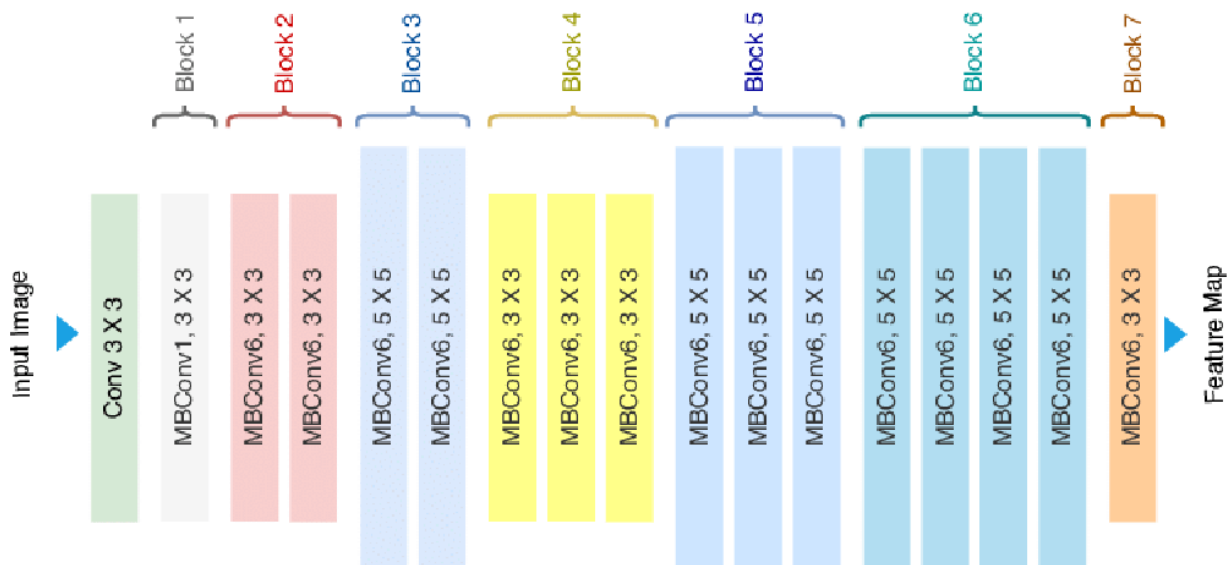 Input Image
Conv 3 X 3
Block 1
MBConv1, 3 X 3
Block 2
MBConv6, 3 X 3
MBConv6, 3 X 3
Block 3
MBConv6, 5 X 5
MBConv6, 5 X 5
Block 4
MBConv6, 3 X 3
MBConv6, 3 X 3
MBConv6, 3 X 3
Block 5
MBConv6, 5 X 5
MBConv6, 5 X 5
MBConv6, 5 X 5
Block 6
MBConv6, 5 X 5
MBConv6, 5 X 5
MBConv6, 5 X 5
MBConv6, 5 X 5
Block 7
MBConv6, 3 X 3
Feature Map